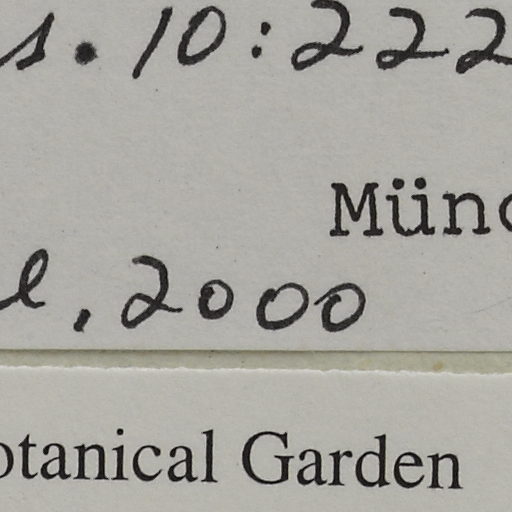 s. 10:222
Münc
l, 2000
otanical Garden